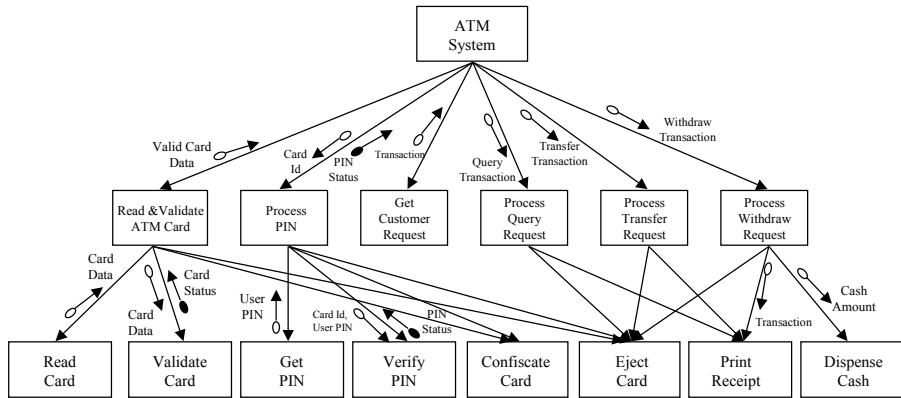 ATM
System
Withdraw
Transaction
Transfer
Transaction
Valid Card
Data
Card
Id
PIN
Status
Transaction
Query
Transaction
Read &Validate
ATM Card
Process
PIN
Get
Customer
Request
Process
Query
Request
Process
Transfer
Request
Process
Withdraw
Request
Card
Data
Card
Status
Card
Data
User
PIN
Card Id,
User PIN
PIN
Status
Transaction
Cash
Amount
Read
Card
Validate
Card
Get
PIN
Verify
PIN
Confiscate
Card
Eject
Card
Print
Receipt
Dispense
Cash